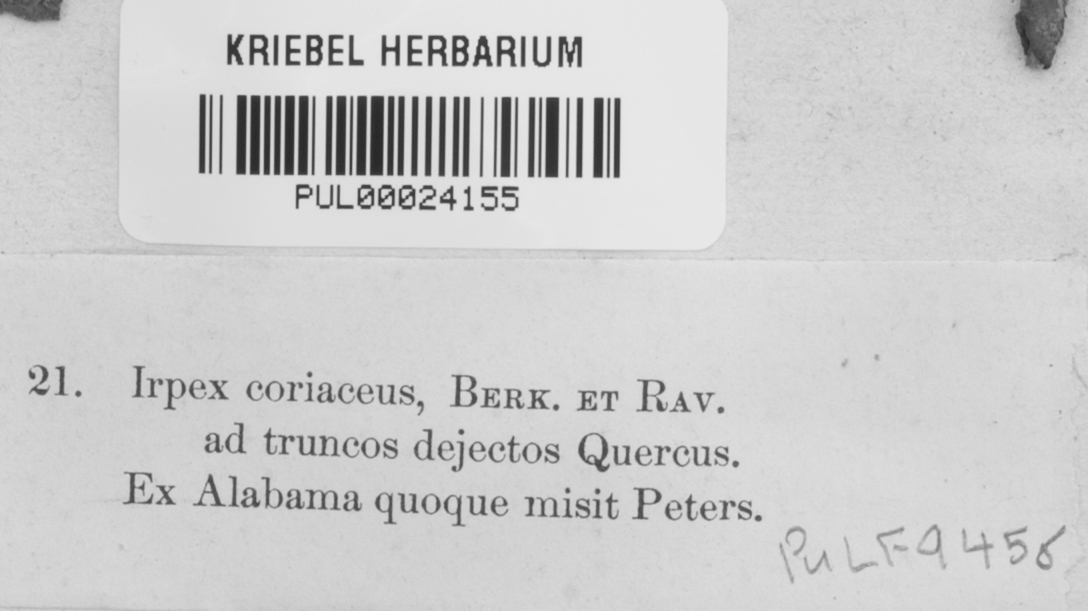 KRIEBEL HERBARIUM
PUL00024155
21. Irpex coriaceus, BERK. ET RAV.
ad truncos dejectos Quercus.
Ex Alabama quoque misit Peters.
PULF9456